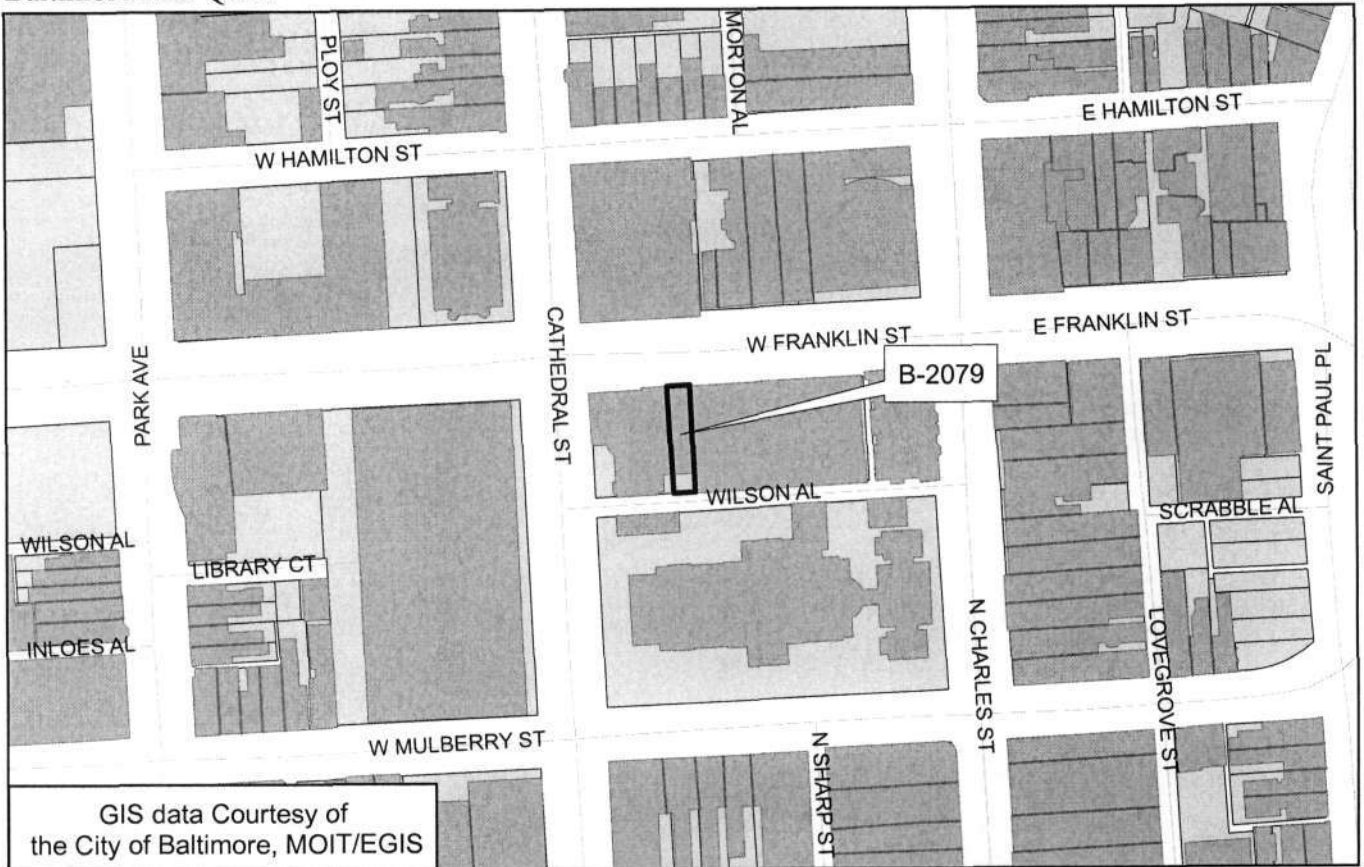 PLOY ST
MORTON AL
E HAMILTON ST
W HAMILTON ST
CATHEDRAL ST
W FRANKLIN ST
E FRANKLIN ST
PARK AVE
B-2079
SAINT PAUL PL
WILSON AL
SCRABBLE AL
WILSON AL
LIBRARY CT
INLOES AL
N CHARLES ST
LOVEGROVE ST
W MULBERRY ST
N SHARP ST
GIS data Courtesy of
the City of Baltimore, MOIT/EGIS